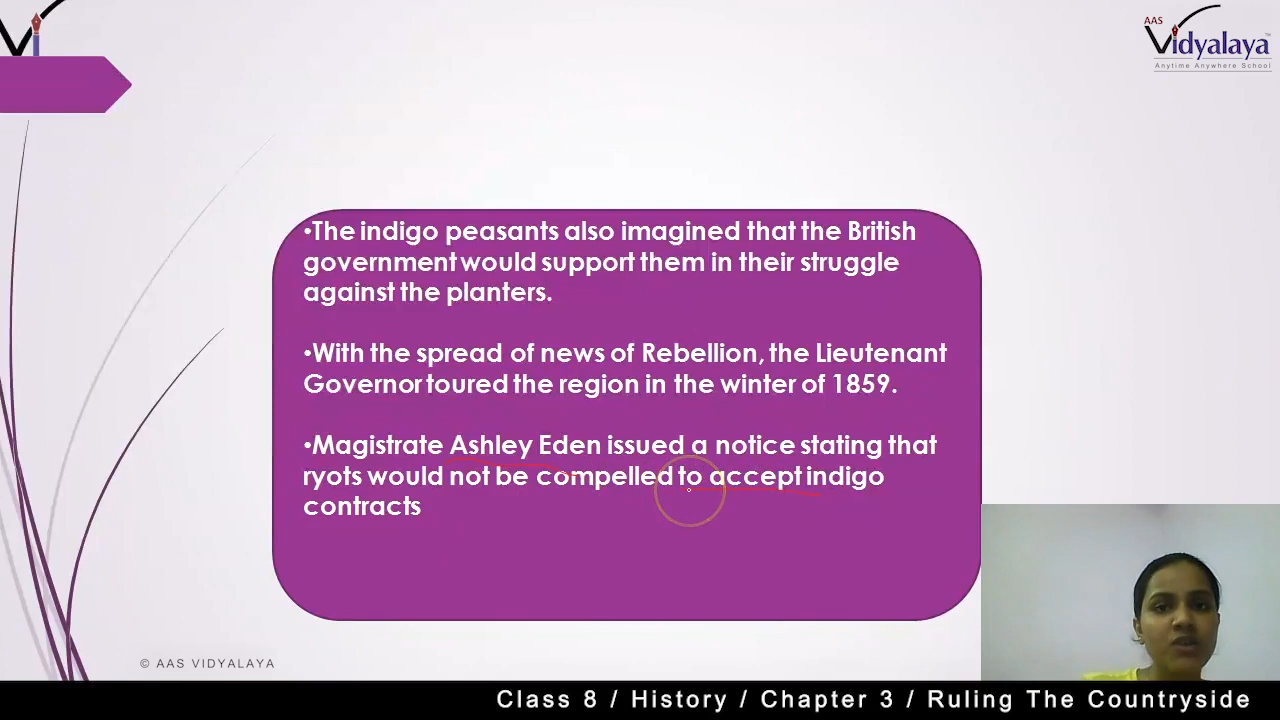 AAS
Vidyalaya
Anytime Anywhere School
•The indigo peasants also imagined that the British
government would support them in their struggle
against the planters.
•With the spread of news of Rebellion, the Lieutenant
Governor toured the region in the winter of 1859.
•Magistrate Ashley Eden issued a notice stating that
ryots would not be compelled to accept indigo
contracts
© AAS VIDYALAYA
Class 8 / History / Chapter 3 / Ruling The Countryside